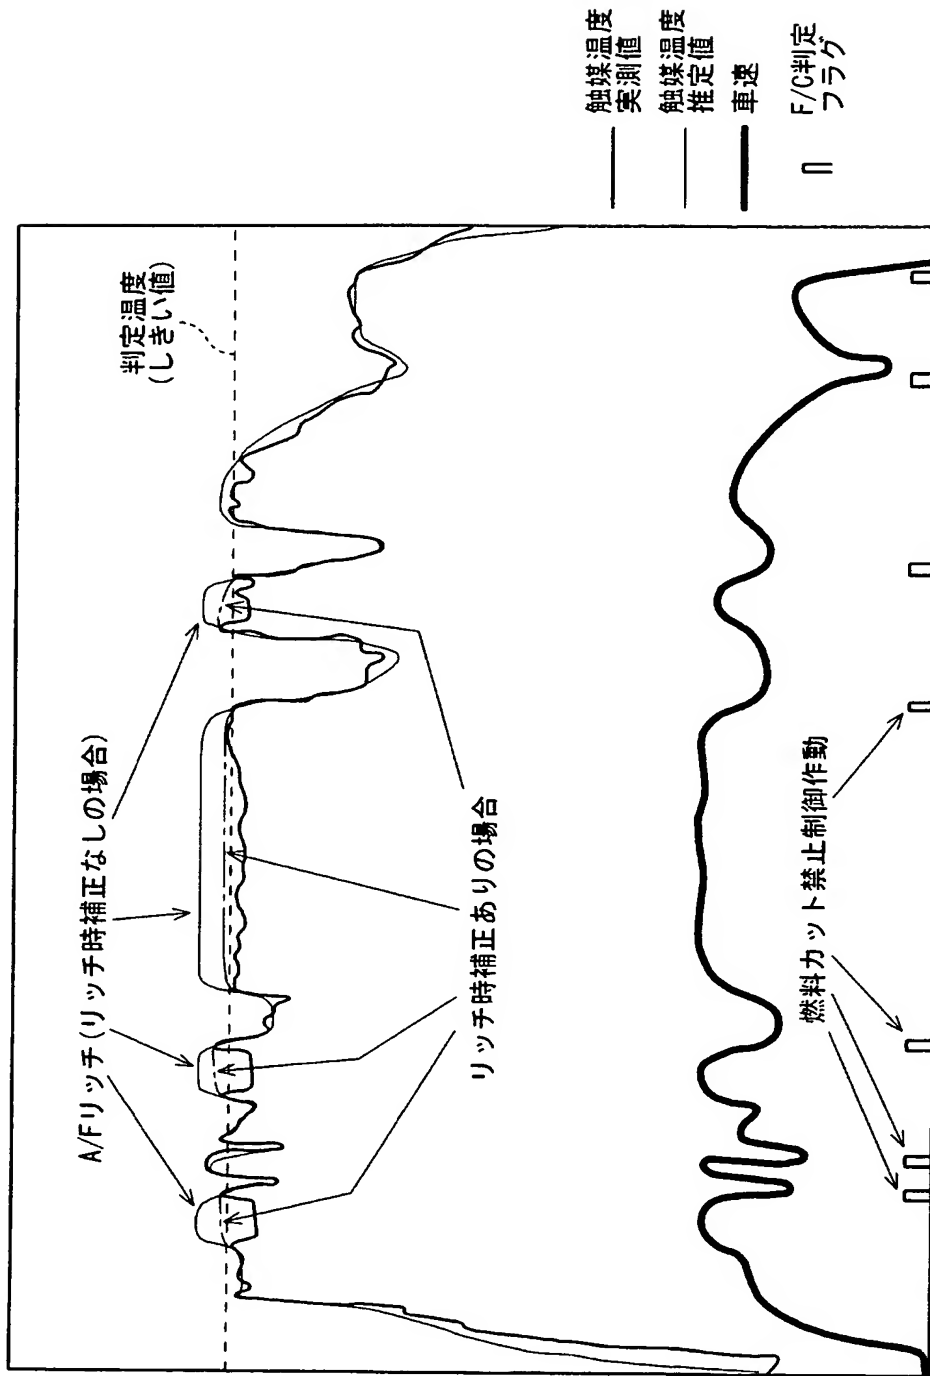 A/Fリッチ(リッチ時補正なしの場合)
判定温度
(しきい値)
リッチ時補正ありの場合
燃料カット禁止制御作動
触媒温度
実測値
触媒温度
推定値
車速
F/C判定
フラグ